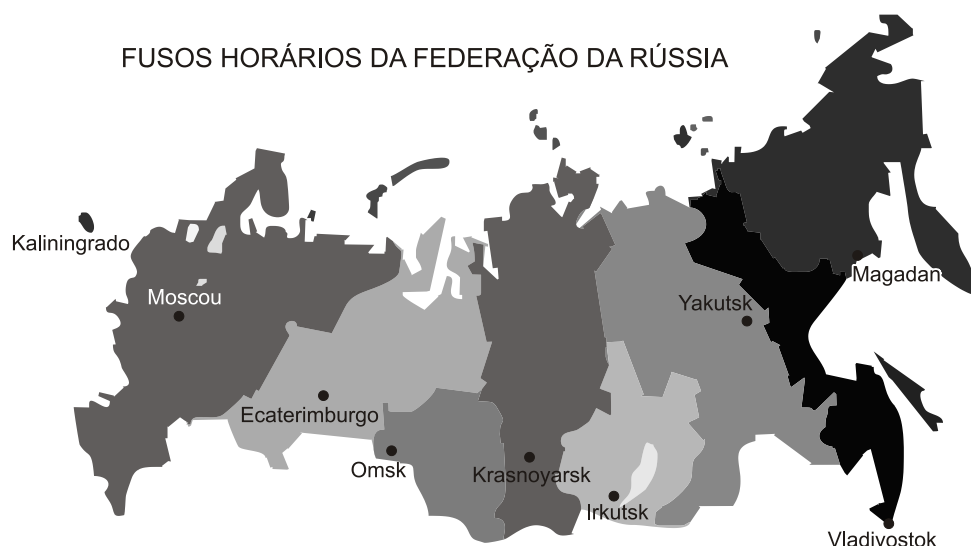 FUSOS HORÁRIOS DA FEDERAÇÃO DA RÚSSIA
Kaliningrado
Moscou
Magadan
Yakutsk
Ecaterimburgo
Omsk
Krasnoyarsk
Irkutsk
Vladivostok